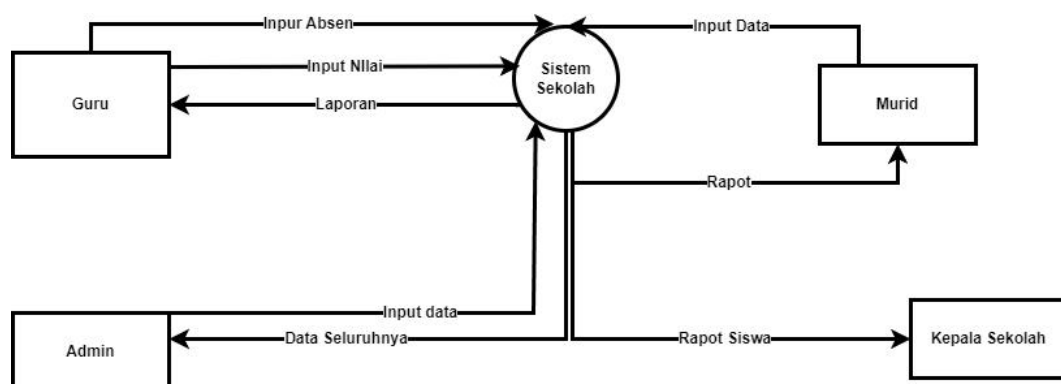 Inpur Absen
Input Data
Input NIlai
Sistem
Sekolah
Guru
Laporan
Murid
Rapot
Input data
Admin
Data Seluruhnya
Rapot Siswa
Kepala Sekolah